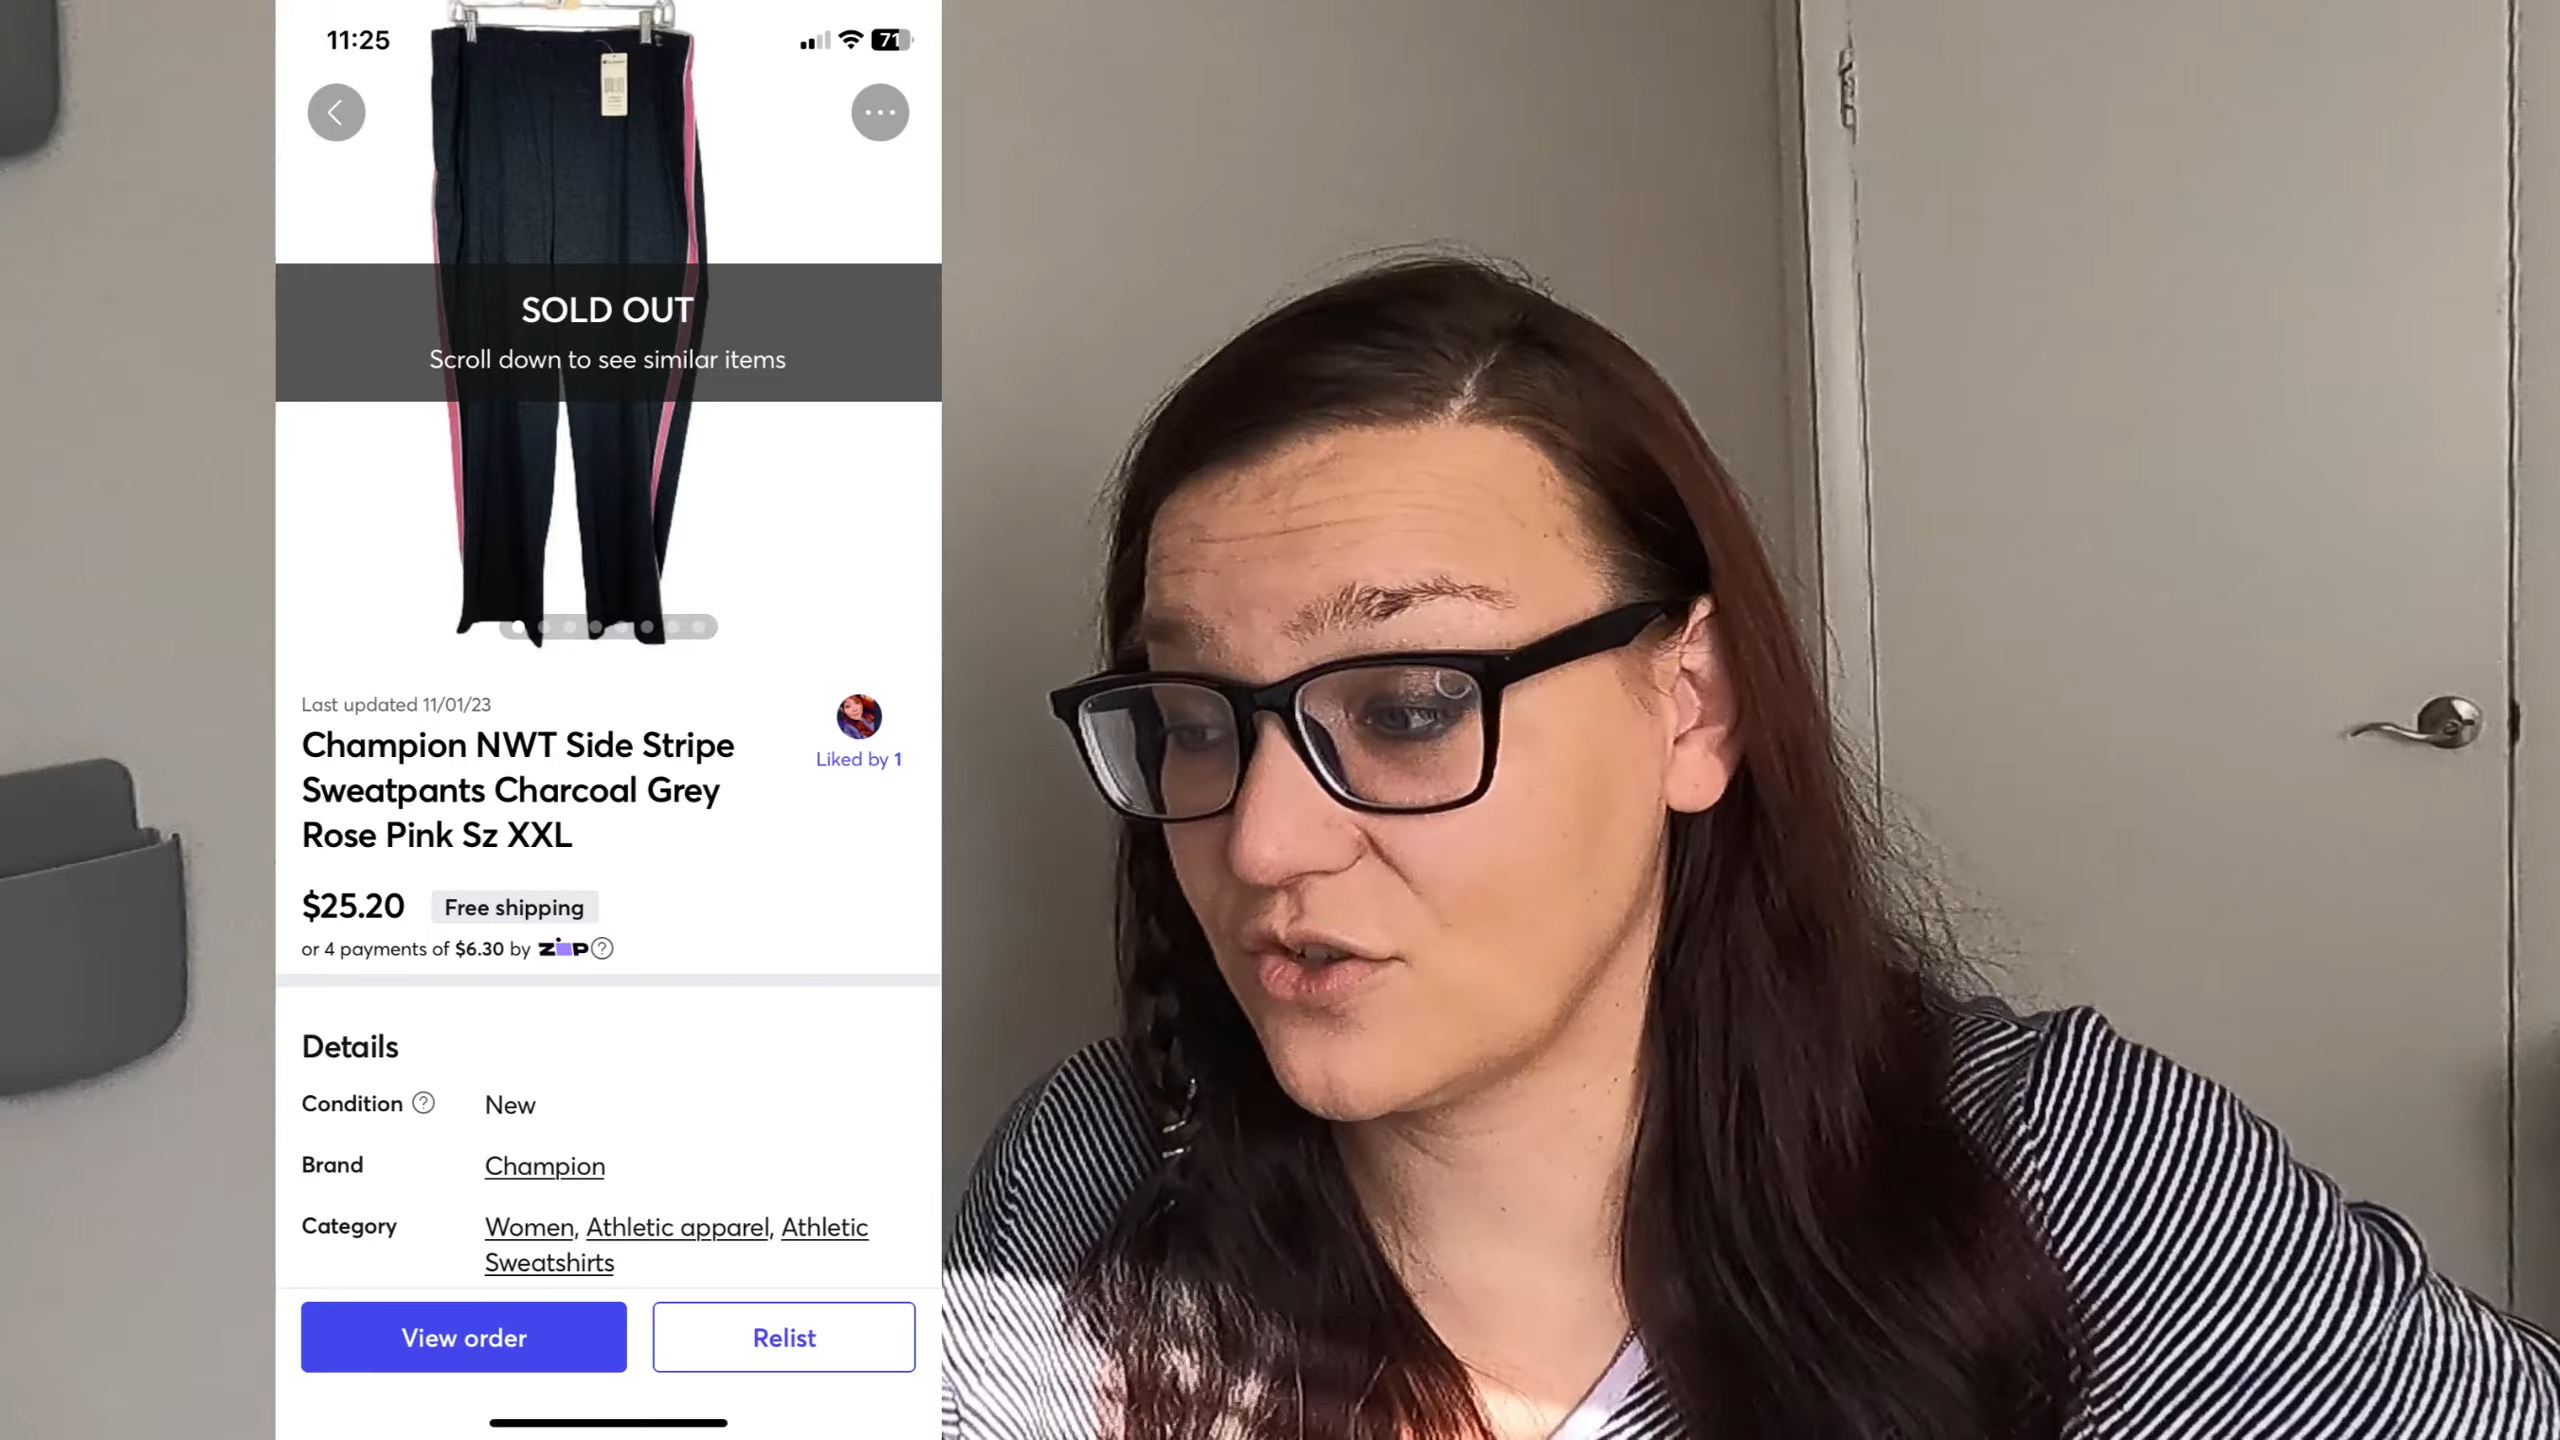 11:25
71
SOLD OUT
Scroll down to see similar items
Last updated 11/01/23
Champion NWT Side Stripe
Sweatpants Charcoal Grey
Rose Pink Sz XXL
Liked by 1
$25.20 Free shipping
or 4 payments of $6.30 by ZIP ?
Details
Condition ? New
Brand Champion
Category Women, Athletic apparel, Athletic
Sweatshirts
View order Relist